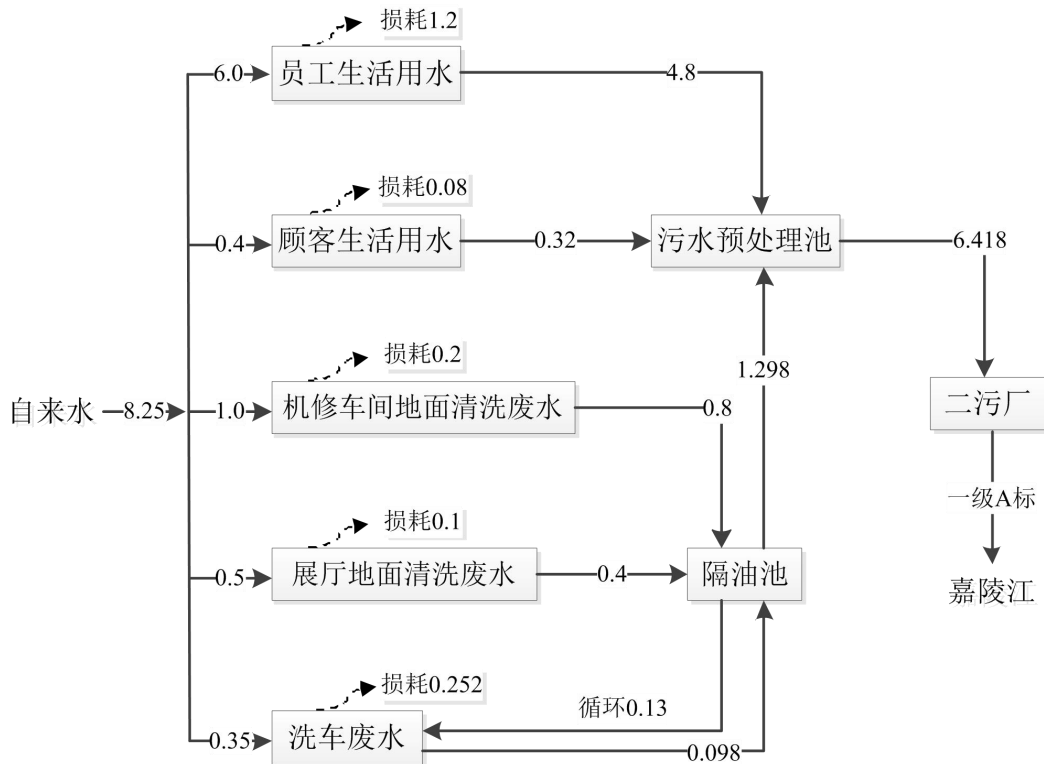 损耗1.2
6.0
员工生活用水
4.8
损耗0.08
0.4
顾客生活用水
0.32
污水预处理池
6.418
损耗0.2
1.298
自来水
8.25
1.0
机修车间地面清洗废水
0.8
二污厂
一级A标
损耗0.1
0.5
展厅地面清洗废水
0.4
隔油池
嘉陵江
损耗0.252
循环0.13
0.35
洗车废水
0.098